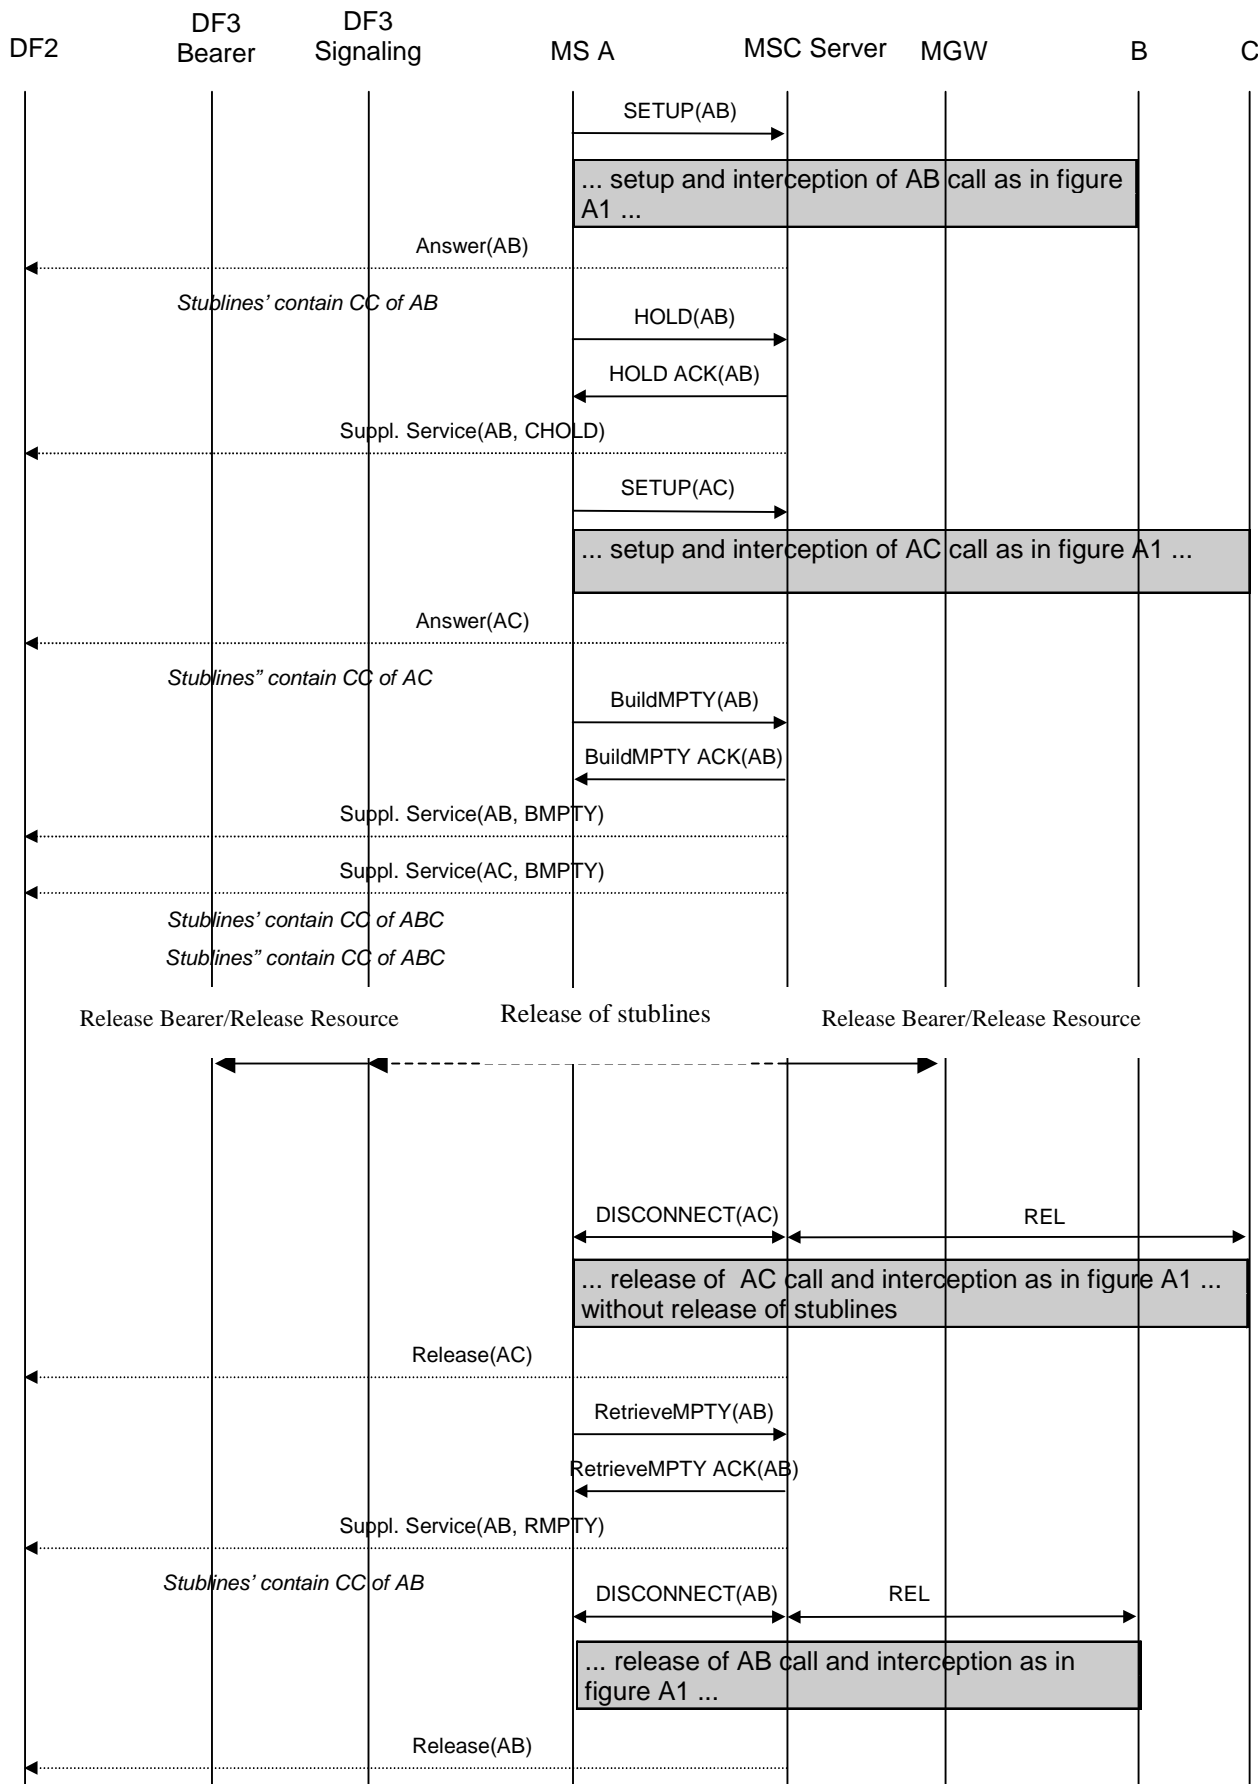 DF2
DF3
Bearer
DF3
Signaling
MS A
MSC Server
MGW
B
C
SETUP(AB)
... setup and interception of AB call as in figure
A1 ...
Answer(AB)
Stublines’ contain CC of AB
HOLD(AB)
HOLD ACK(AB)
Suppl. Service(AB, CHOLD)
SETUP(AC)
... setup and interception of AC call as in figure A1 ...
Answer(AC)
Stublines” contain CC of AC
BuildMPTY(AB)
BuildMPTY ACK(AB)
Suppl. Service(AB, BMPTY)
Suppl. Service(AC, BMPTY)
Stublines’ contain CC of ABC
Stublines” contain CC of ABC
Release Bearer/Release Resource
Release of stublines
Release Bearer/Release Resource
DISCONNECT(AC)
REL
... release of AC call and interception as in figure A1 ...
without release of stublines
Release(AC)
RetrieveMPTY(AB)
RetrieveMPTY ACK(AB)
Suppl. Service(AB, RMPTY)
Stublines’ contain CC of AB
DISCONNECT(AB)
REL
... release of AB call and interception as in
figure A1 ...
Release(AB)